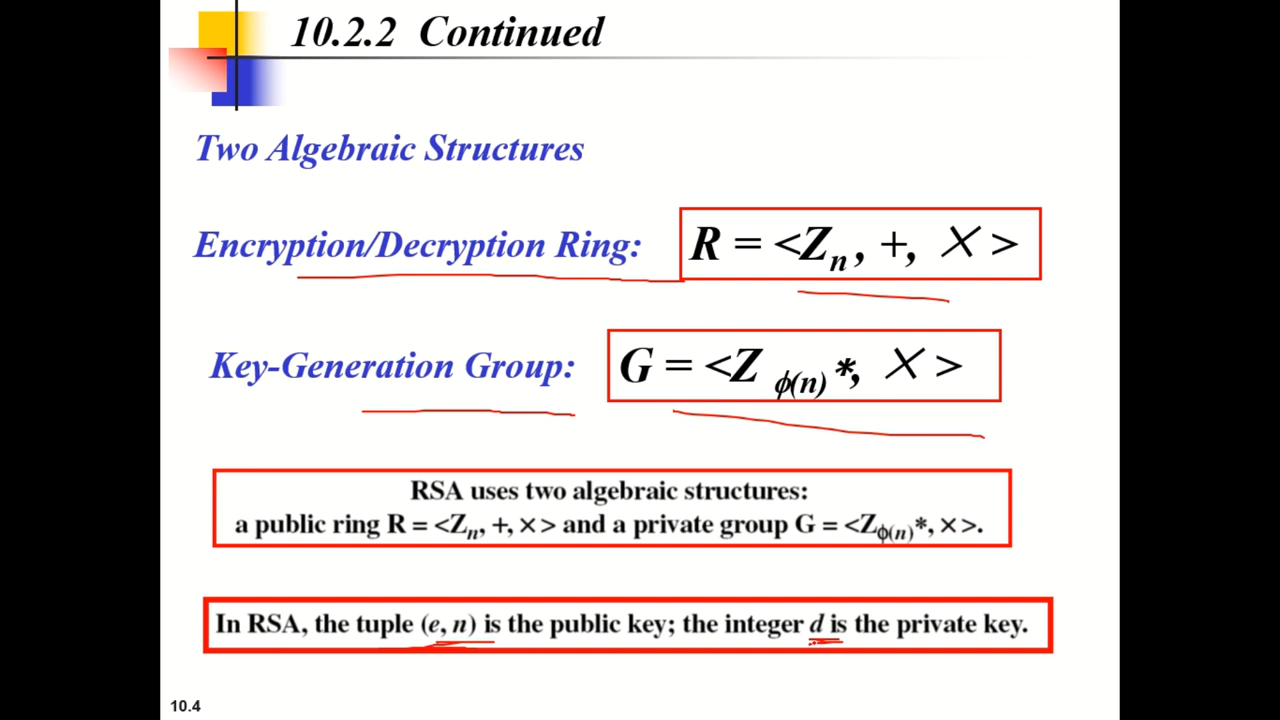 10.2.2 Continued
Two Algebraic Structures
Encryption/Decryption Ring: R = <Zn , +, × >
Key-Generation Group: G = <Z ϕ(n)*, × >
RSA uses two algebraic structures:
a public ring R = <Zn, +, × > and a private group G = <Zϕ(n)*, × >.
In RSA, the tuple (e, n) is the public key; the integer d is the private key.
10.4